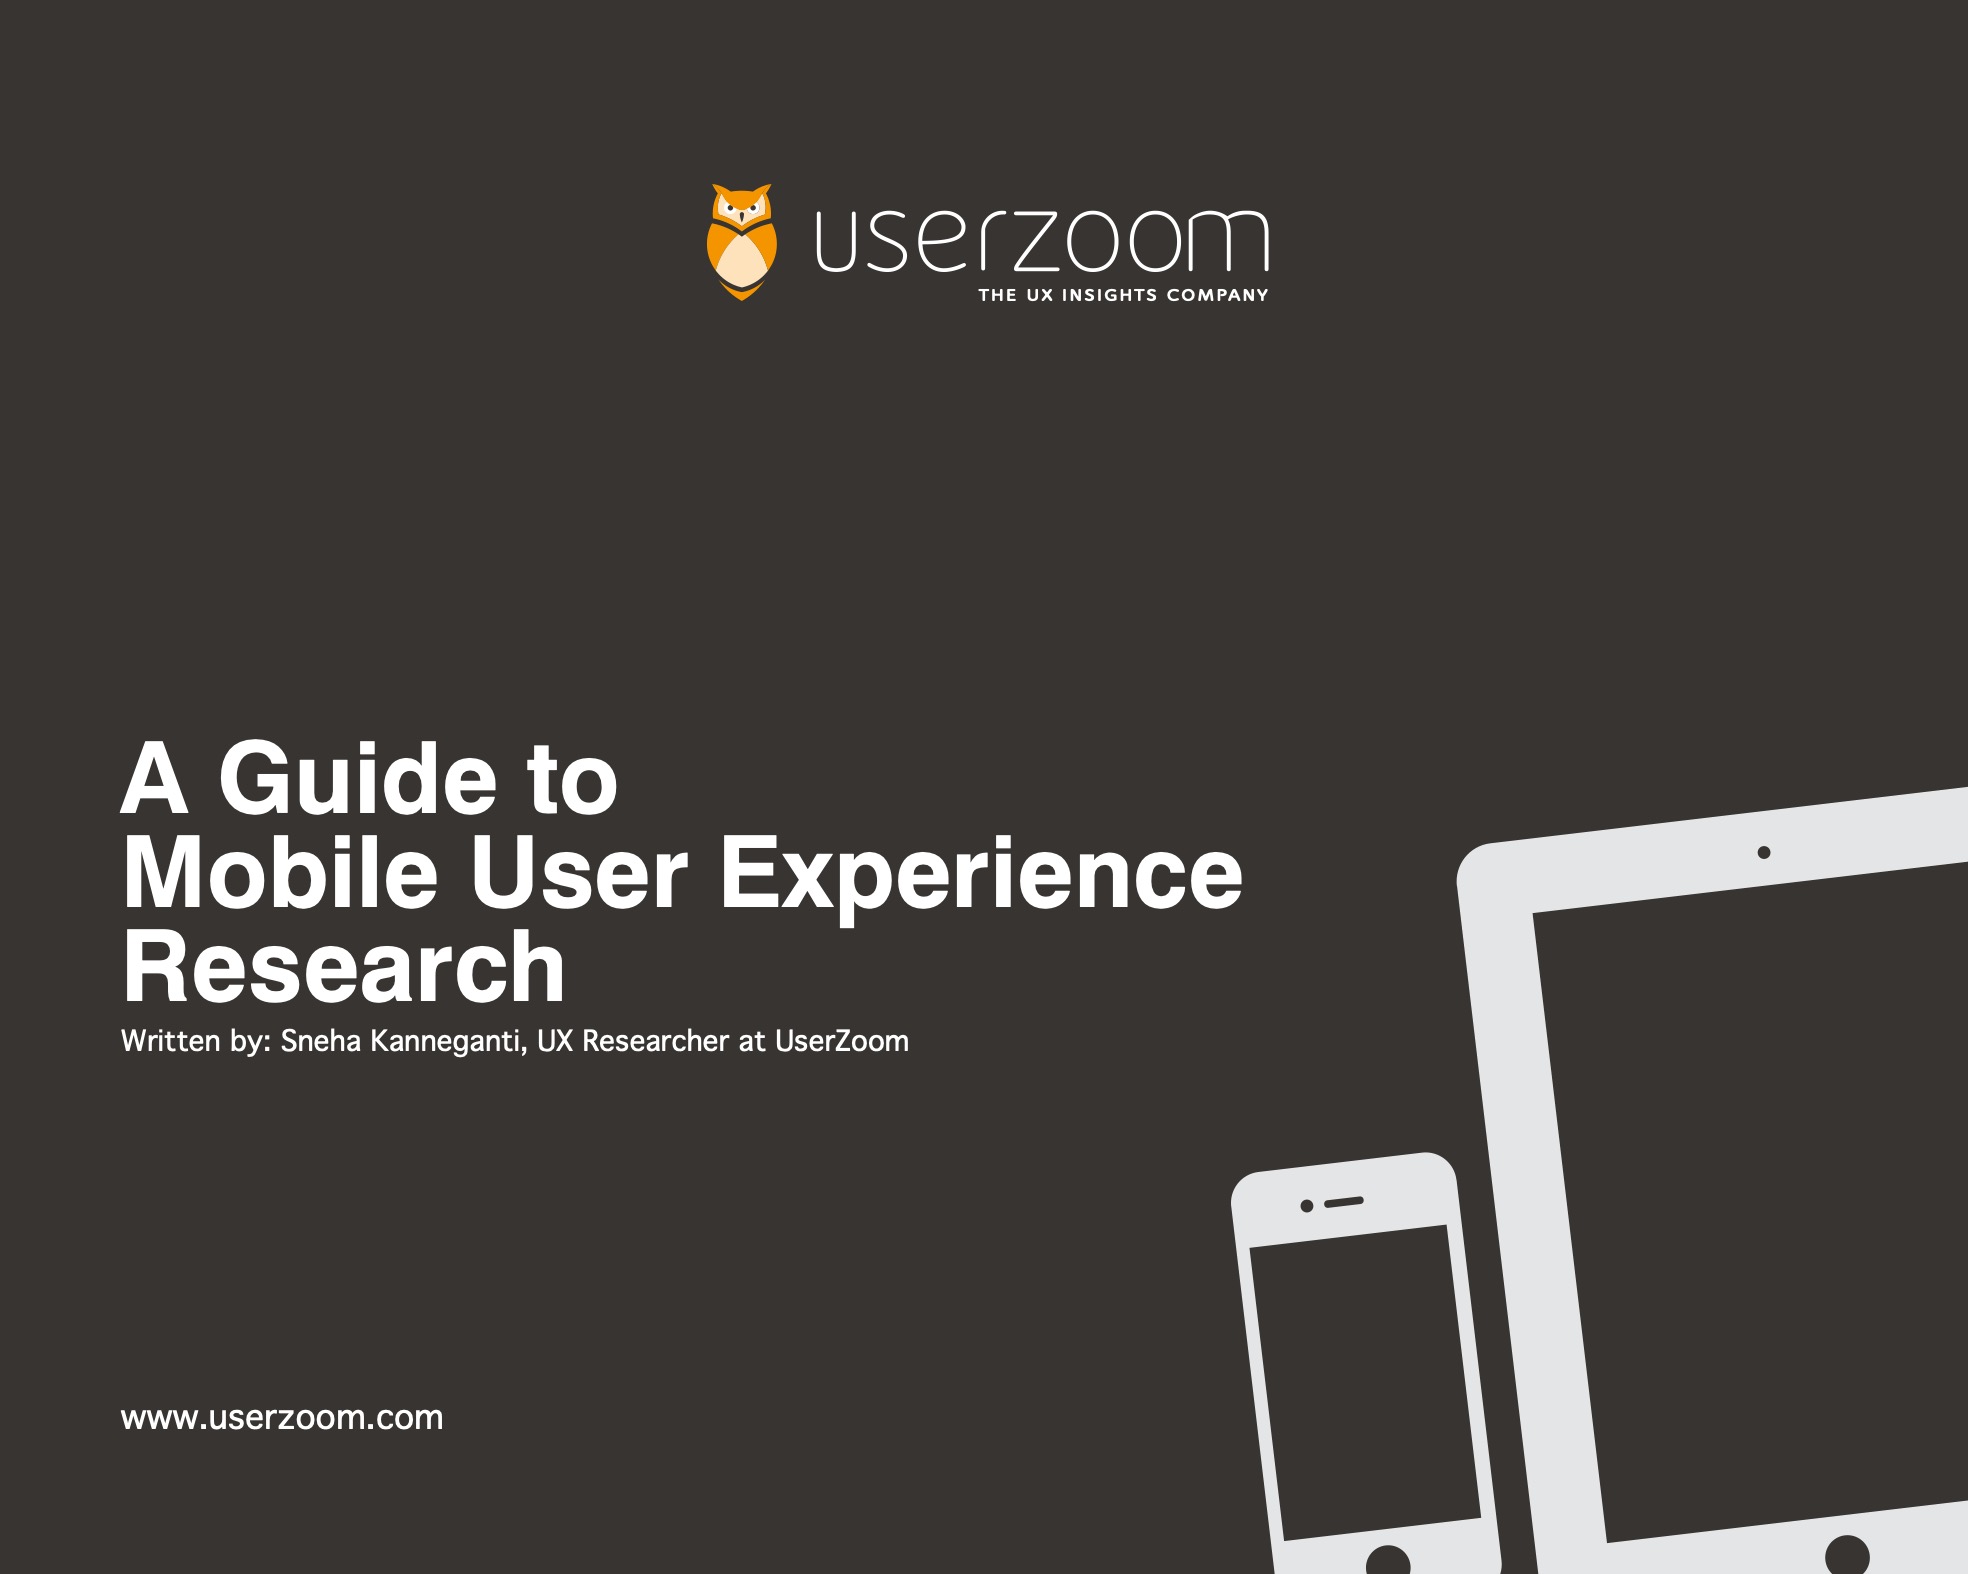 userzoom
THE UX INSIGHTS COMPANY
A Guide to
Mobile User Experience
Research
Written by: Sneha Kanneganti, UX Researcher at UserZoom
www.userzoom.com